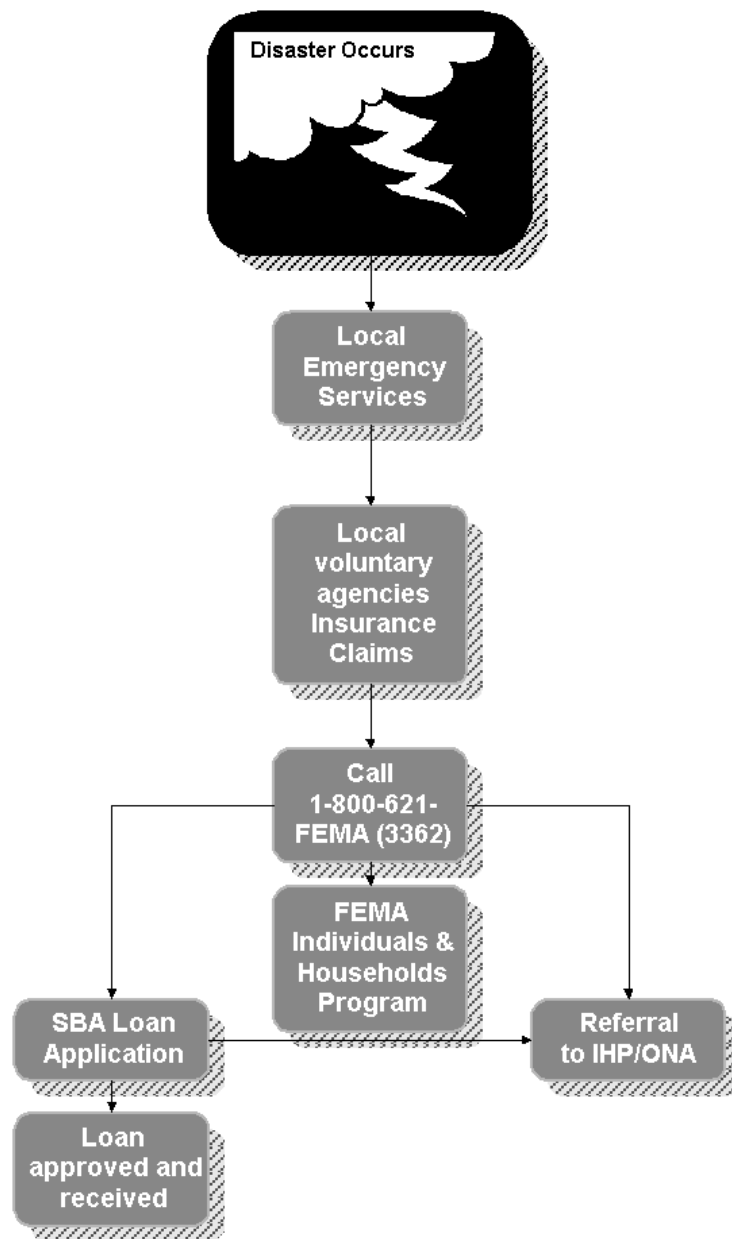 Disaster Occurs
Local
Emergency
Services
Local
voluntary
agencies
Insurance
Claims
Call
1-800-621-
FEMA (3362)
FEMA
Individuals &
Households
Program
SBA Loan
Application
Referral
to IHP/ONA
Loan
approved and
received